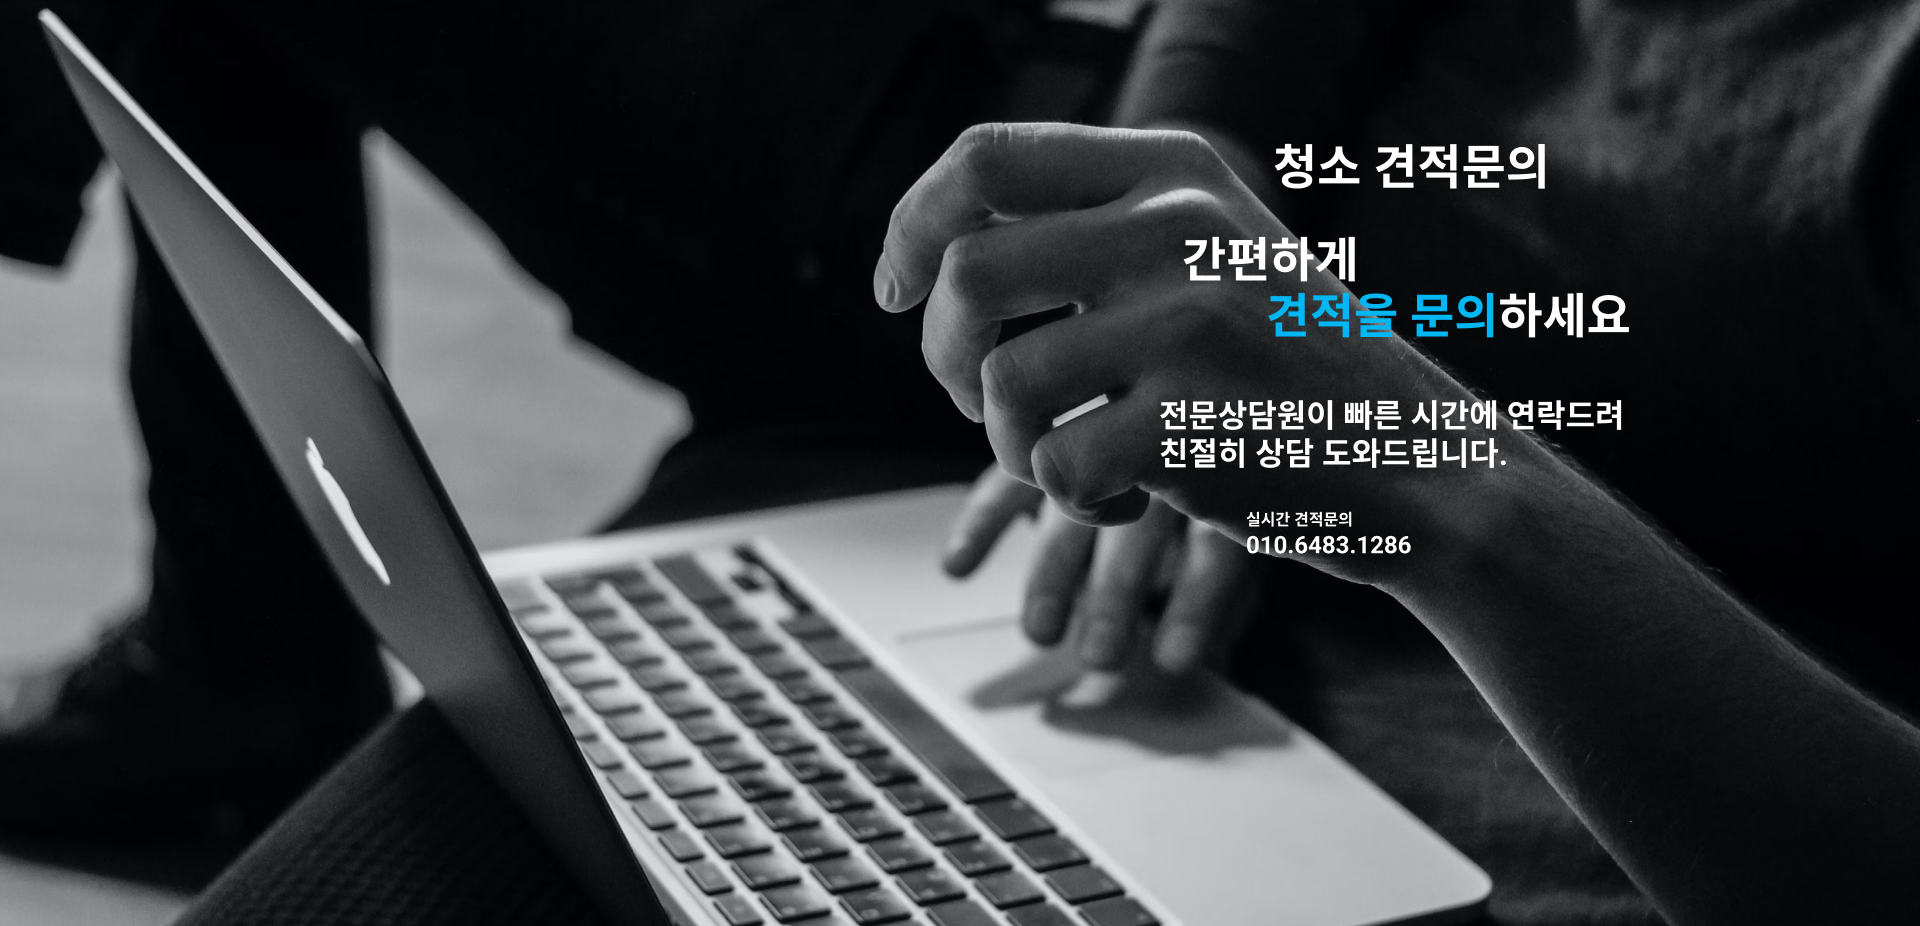 청소 견적문의
간편하게
견적을 문의하세요
전문상담원이 빠른 시간에 연락드려
친절히 상담 도와드립니다.
실시간 견적문의
010.6483.1286